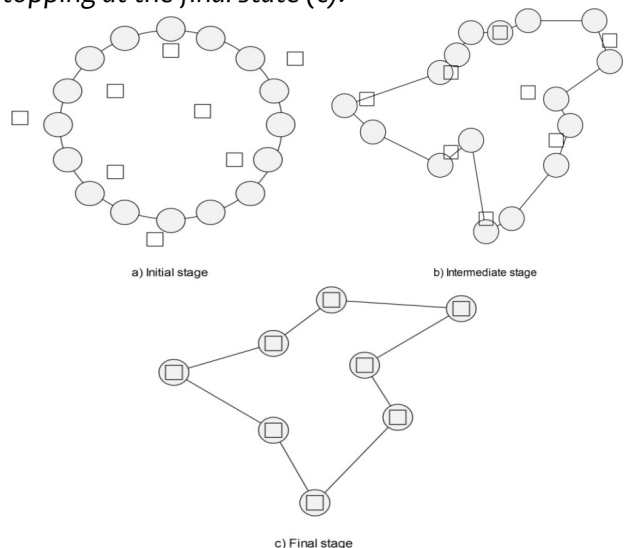 topping at the final state (c).
a) Initial stage
b) Intermediate stage
c) Final stage